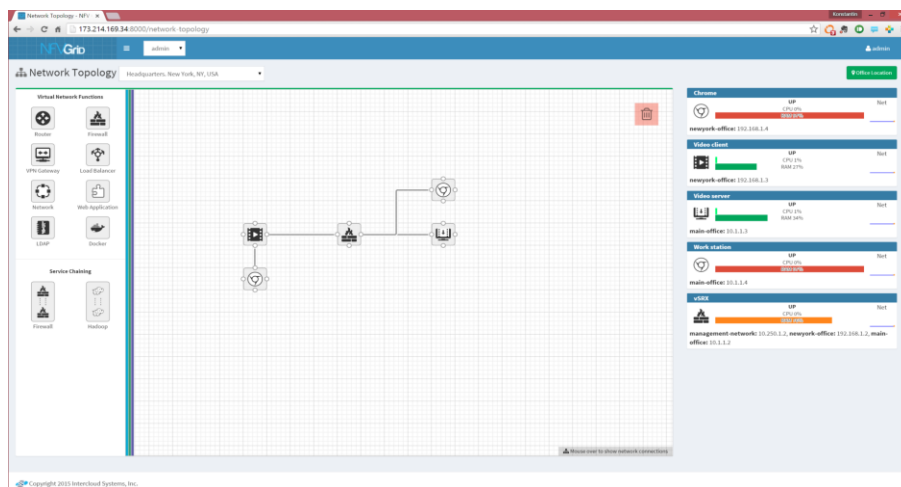 Network Topology - NFV
Konstantin
173.214.169.34:8000/network-topology
NFVGrid
admin
admin
Network Topology
Headquarters, New York, NY, USA
Office Location
Virtual Network Functions
Router
Firewall
VPN Gateway
Load Balancer
Network
Web Application
LDAP
Docker
Service Chaining
Firewall
Hadoop
Mouse over to show network connections
Chrome
UP
Net
CPU 0%
newyork-office: 192.168.1.4
Video client
UP
Net
CPU 1%
RAM 27%
newyork-office: 192.168.1.3
Video server
UP
Net
CPU 1%
RAM 34%
main-office: 10.1.1.3
Work station
UP
Net
CPU 0%
main-office: 10.1.1.4
vSRX
UP
Net
CPU 0%
management-network: 10.250.1.2, newyork-office: 192.168.1.2, main-
office: 10.1.1.2
Copyright 2015 Intercloud Systems, Inc.